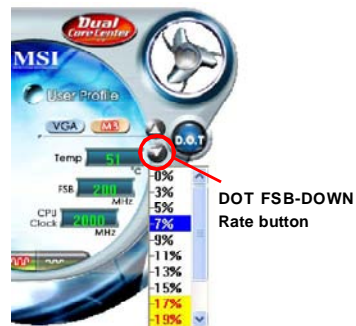 Dual
Core Center
MSI
User Profile
VGA
MB
D.O.T
Temp 51
°C
FSB 200
MHz
CPU
Clock 2000
MHz
-0%
-3%
-5%
-7%
-9%
-11%
-13%
-15%
-17%
-19%
DOT FSB-DOWN
Rate button